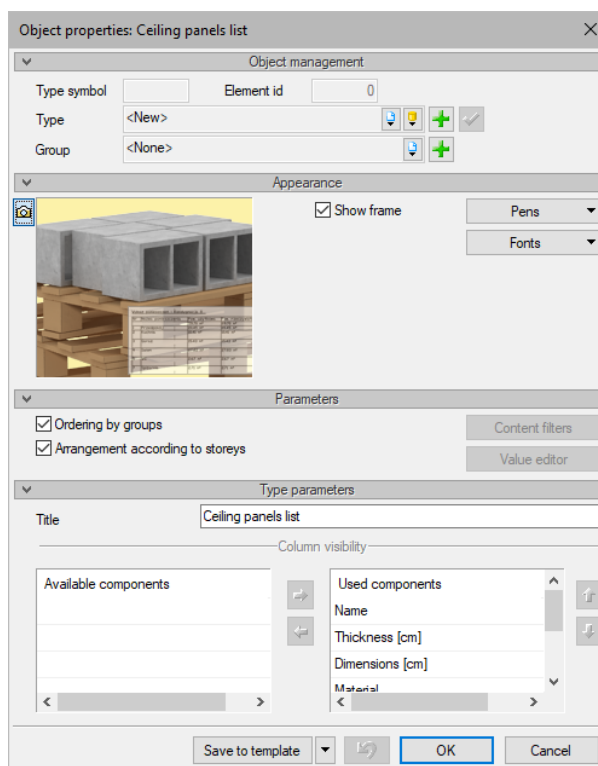 Object properties: Ceiling panels list
Object management
Type symbol Element id 0
Type <New>
Group <None>
Appearance
Show frame Pens
Fonts
Parameters
Ordering by groups Content filters
Arrangement according to storeys Value editor
Type parameters
Title Ceiling panels list
Column visibility
Available components Used components
Name
Thickness [cm]
Dimensions [cm]
Material
Save to template OK Cancel